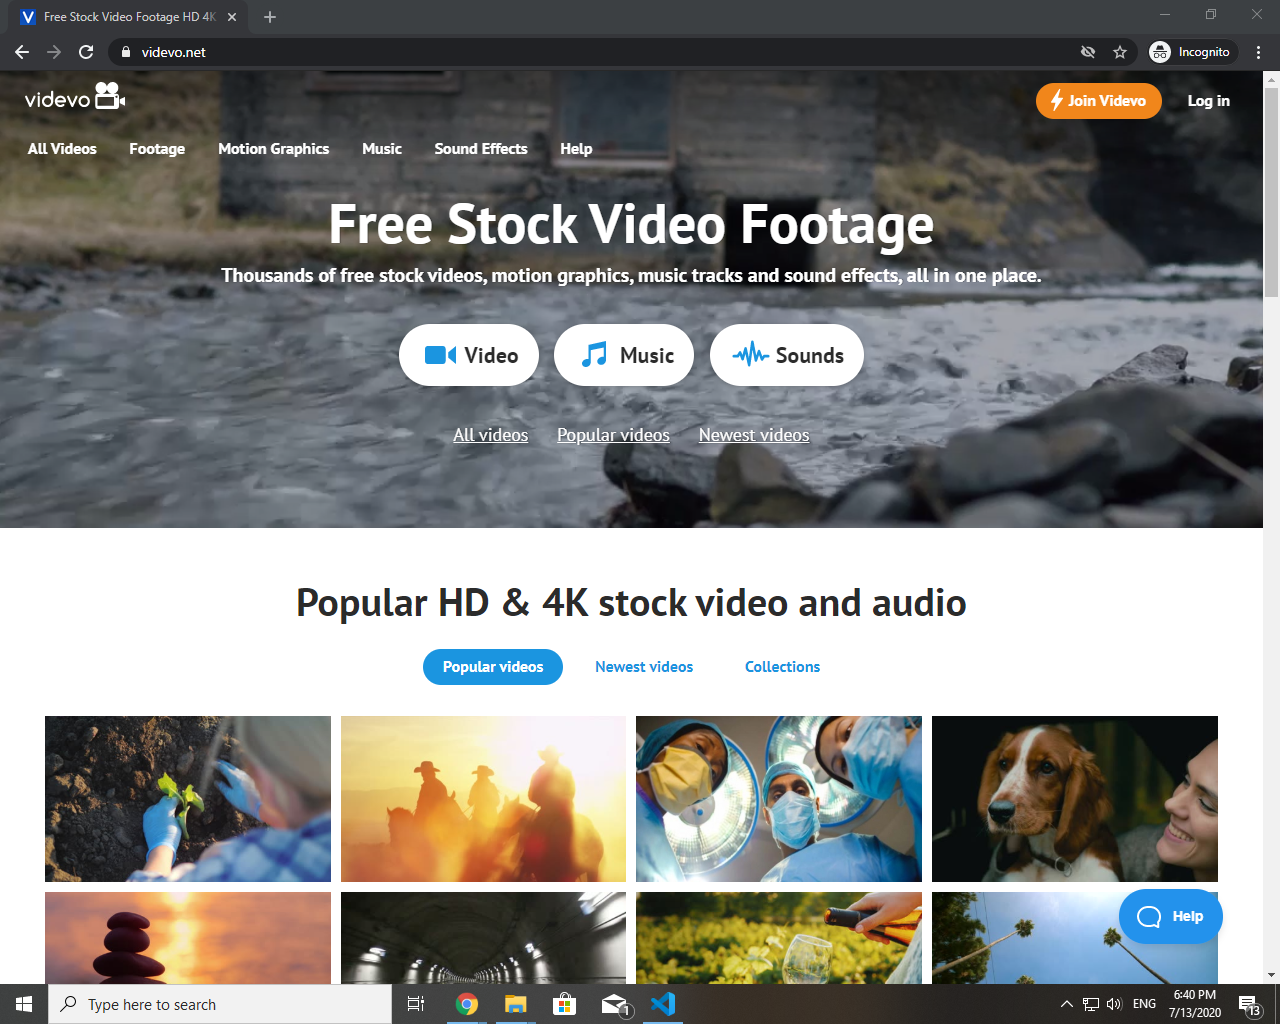 Free Stock Video Footage HD 4K
videvo.net
Incognito
videvo
Join Videvo
Log in
All Videos Footage Motion Graphics Music Sound Effects Help
Free Stock Video Footage
Thousands of free stock videos, motion graphics, music tracks and sound effects, all in one place.
Video Music Sounds
All videos Popular videos Newest videos
Popular HD & 4K stock video and audio
Popular videos Newest videos Collections
Help
Type here to search
1
ENG
6:40 PM
7/13/2020
13